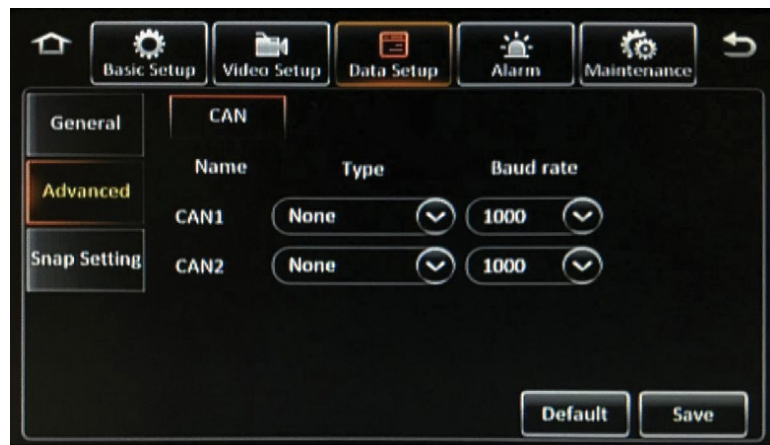 Basic Setup Video Setup Data Setup Alarm Maintenance
General CAN
Name Type Baud rate
Advanced
CAN1 None 1000
Snap Setting CAN2 None 1000
Default Save